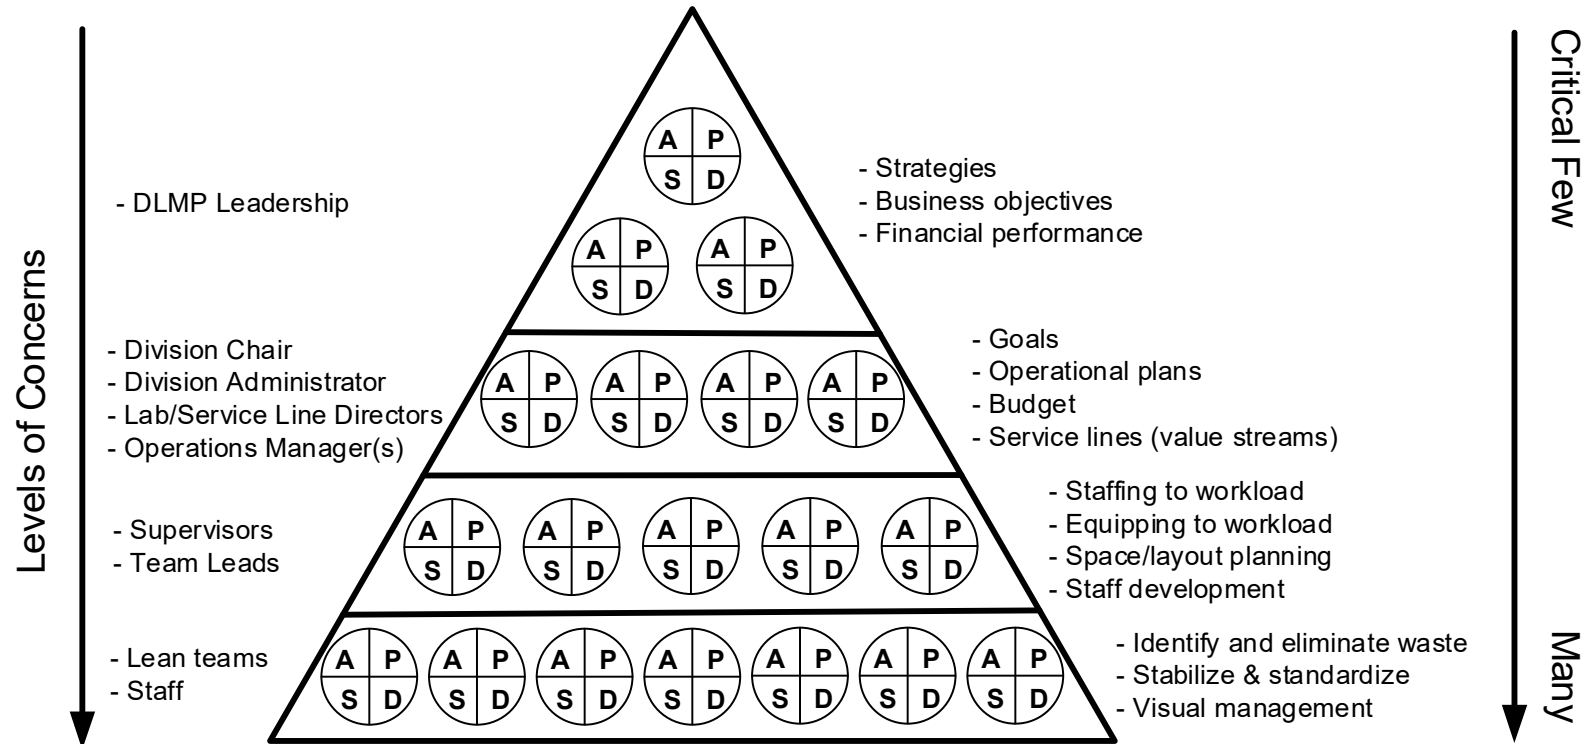 Levels of Concerns
Critical Few
Many
A P
S D
- DLMP Leadership
- Strategies
- Business objectives
- Financial performance
A P A P
S D S D
- Division Chair
- Division Administrator
- Lab/Service Line Directors
- Operations Manager(s)
A P A P A P A P
S D S D S D S D
- Goals
- Operational plans
- Budget
- Service lines (value streams)
- Supervisors
- Team Leads
A P A P A P A P A P
S D S D S D S D S D
- Staffing to workload
- Equipping to workload
- Space/layout planning
- Staff development
- Lean teams
- Staff
A P A P A P A P A P A P A P
S D S D S D S D S D S D S D
- Identify and eliminate waste
- Stabilize & standardize
- Visual management